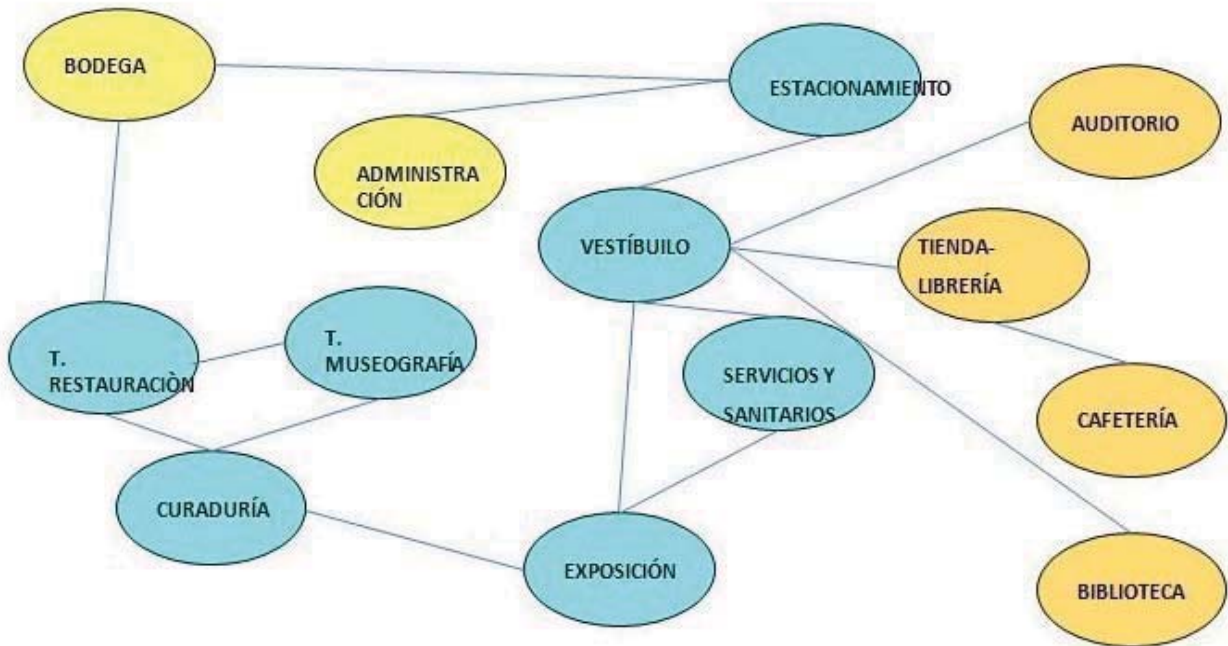 BODEGA
ESTACIONAMIENTO
AUDITORIO
ADMINISTRA
CIÓN
VESTÍBUILO
TIENDA-
LIBRERÍA
T.
RESTAURACIÒN
T.
MUSEOGRAFÍA
SERVICIOS Y
SANITARIOS
CAFETERÍA
CURADURÍA
EXPOSICIÓN
BIBLIOTECA